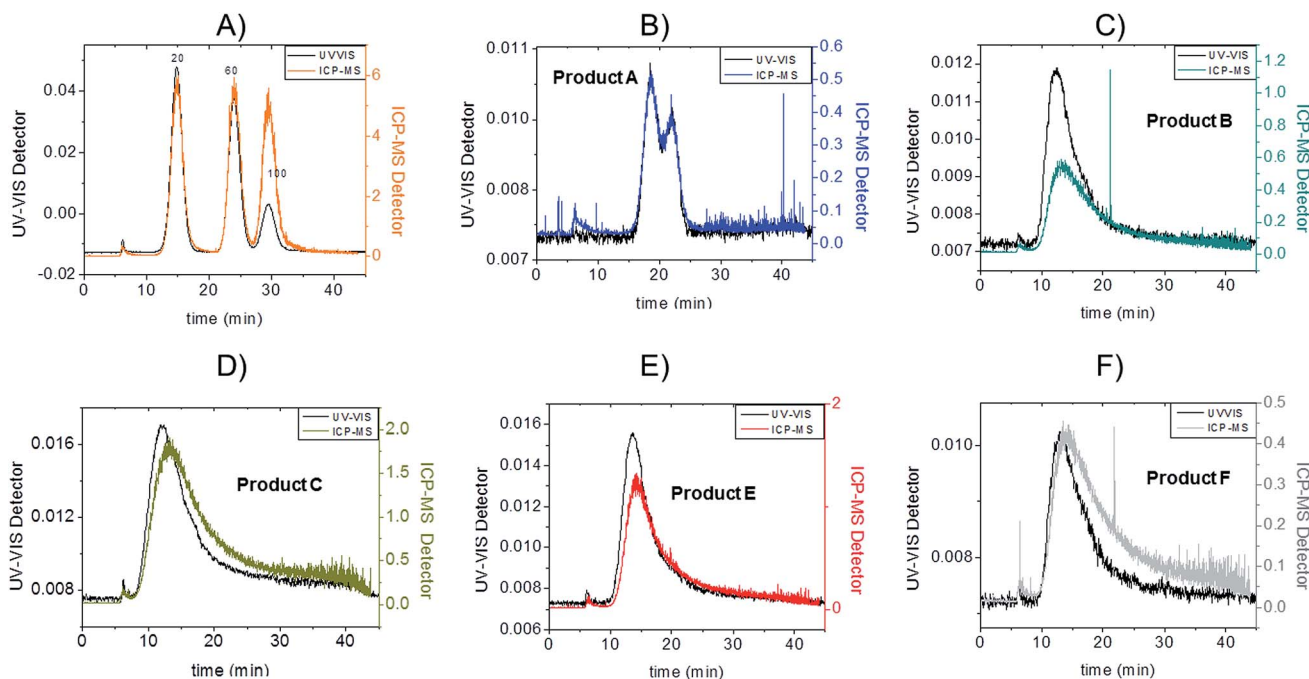 A)
UVVIS
ICP-MS
20
60
100
0.04
0.02
0.00
-0.02
6
4
2
0
0 10 20 30 40
UV-VIS Detector
ICP-MS Detector
time (min)
B)
UV-VIS
ICP-MS
Product A
0.011
0.010
0.008
0.007
0.6
0.5
0.4
0.3
0.2
0.1
0.0
0 10 20 30 40
UV-VIS Detector
ICP-MS Detector
time (min)
C)
UV-VIS
ICP-MS
Product B
0.012
0.011
0.010
0.009
0.008
0.007
1.4
1.2
1.0
0.8
0.6
0.4
0.2
0.0
0 10 20 30 40
UV-VIS Detector
ICP-MS Detector
time (min)
D)
UV-VIS
ICP-MS
Product C
0.016
0.012
0.008
2.0
1.5
1.0
0.5
0.0
0 10 20 30 40
UV-VIS Detector
ICP-MS Detector
time (min)
E)
UV-VIS
ICP-MS
Product E
0.016
0.014
0.012
0.010
0.008
0.006
2
0
0 10 20 30 40
UV-VIS Detector
ICP-MS Detector
time (min)
F)
UVVIS
ICP-MS
Product F
0.010
0.008
0.5
0.4
0.3
0.2
0.1
0.0
0 10 20 30 40
UV-VIS Detector
ICP-MS Detector
time (min)